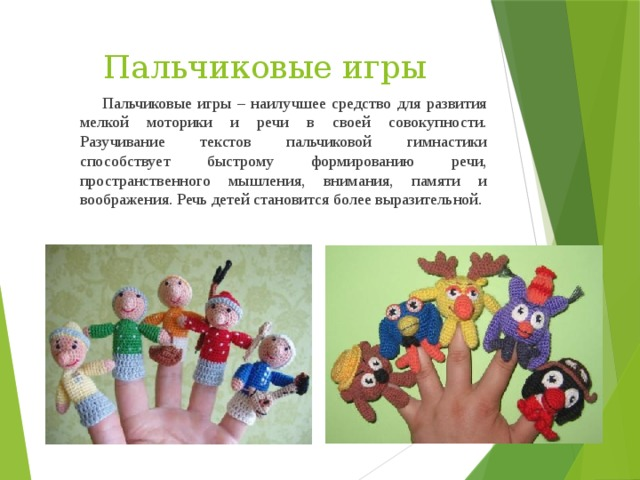 Пальчиковые игры
Пальчиковые игры – наилучшее средство для развития
мелкой моторики и речи в своей совокупности.
Разучивание текстов пальчиковой гимнастики
способствует быстрому формированию речи,
пространственного мышления, внимания, памяти и
воображения. Речь детей становится более выразительной.